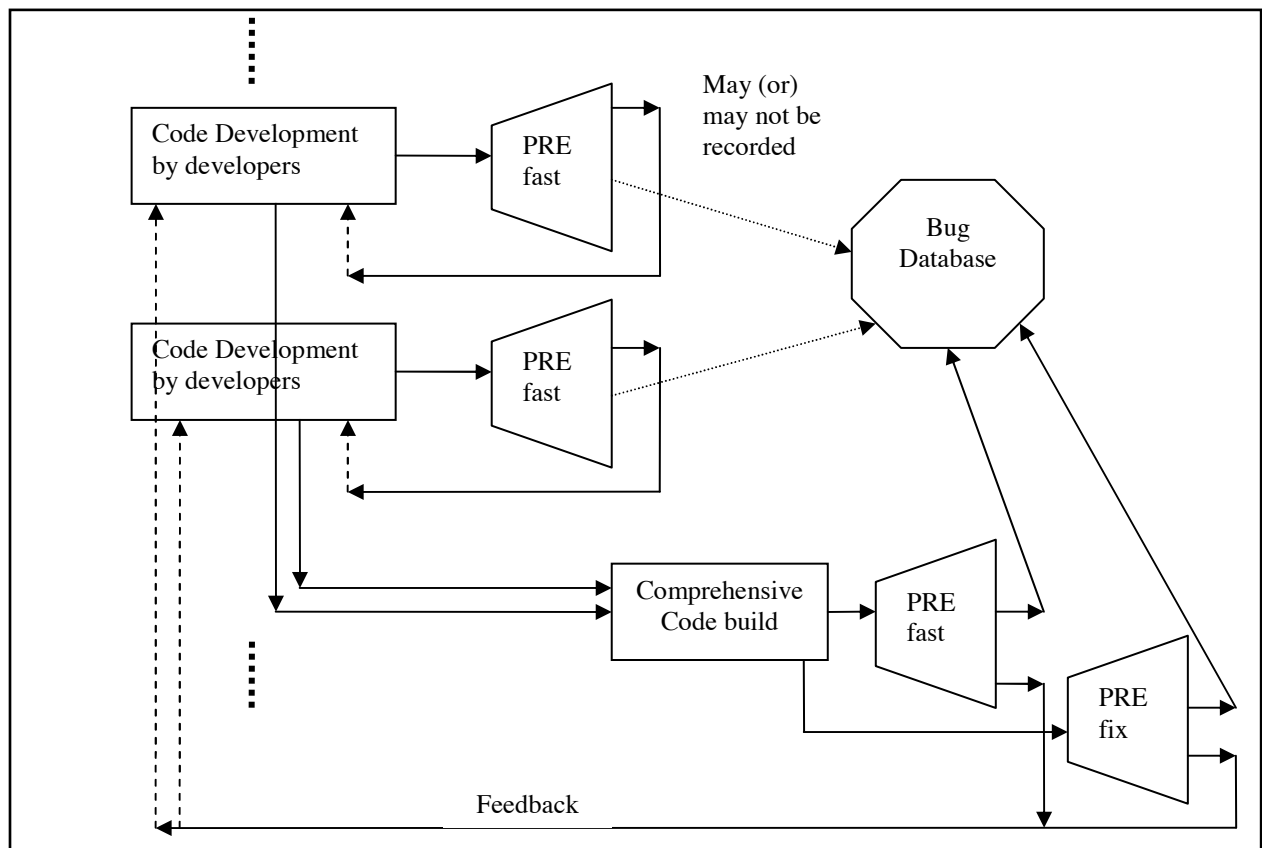 May (or)
may not be
recorded
Code Development
by developers
PRE
fast
Bug
Database
Code Development
by developers
PRE
fast
Comprehensive
Code build
PRE
fast
PRE
fix
Feedback